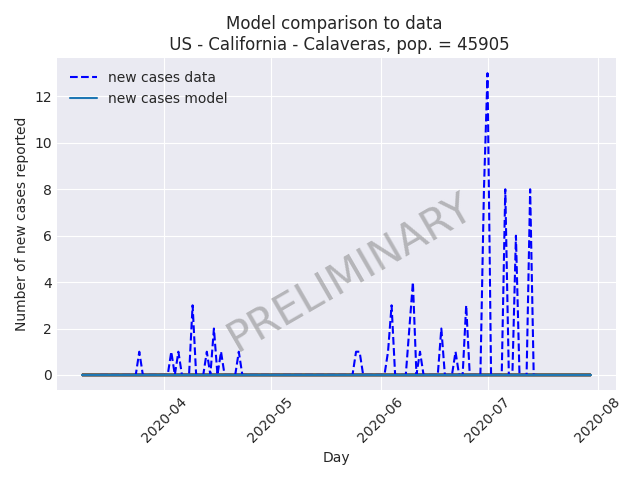 Model comparison to data
US - California - Calaveras, pop. = 45905
new cases data
new cases model
Number of new cases reported
12
10
8
6
4
2
0
PRELIMINARY
2020-04
2020-05
2020-06
2020-07
2020-08
Day